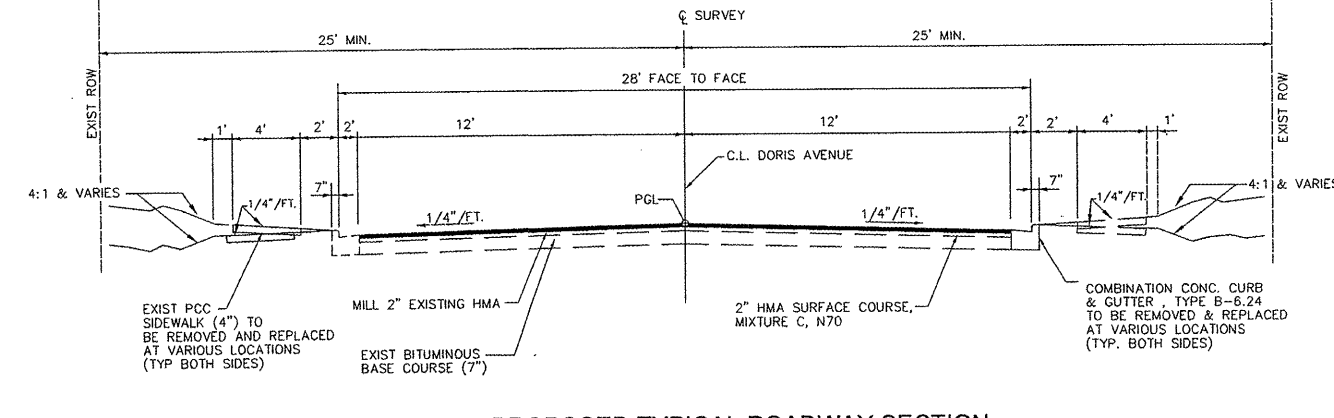 ℄ SURVEY
25' MIN.
25' MIN.
28' FACE TO FACE
EXIST ROW
EXIST ROW
1'
4'
2'
2'
12'
12'
2'
2'
4'
1'
C.L. DORIS AVENUE
7"
7"
4:1 & VARIES
1/4"/FT.
1/4"/FT.
PGL
1/4"/FT.
1/4"/FT.
4:1 & VARIES
EXIST PCC
SIDEWALK (4") TO
BE REMOVED AND REPLACED
AT VARIOUS LOCATIONS
(TYP BOTH SIDES)
MILL 2" EXISTING HMA
EXIST BITUMINOUS
BASE COURSE (7")
2" HMA SURFACE COURSE,
MIXTURE C, N70
COMBINATION CONC. CURB
& GUTTER , TYPE B-6.24
TO BE REMOVED & REPLACED
AT VARIOUS LOCATIONS
(TYP. BOTH SIDES)
PROPOSED TYPICAL ROADWAY SECTION